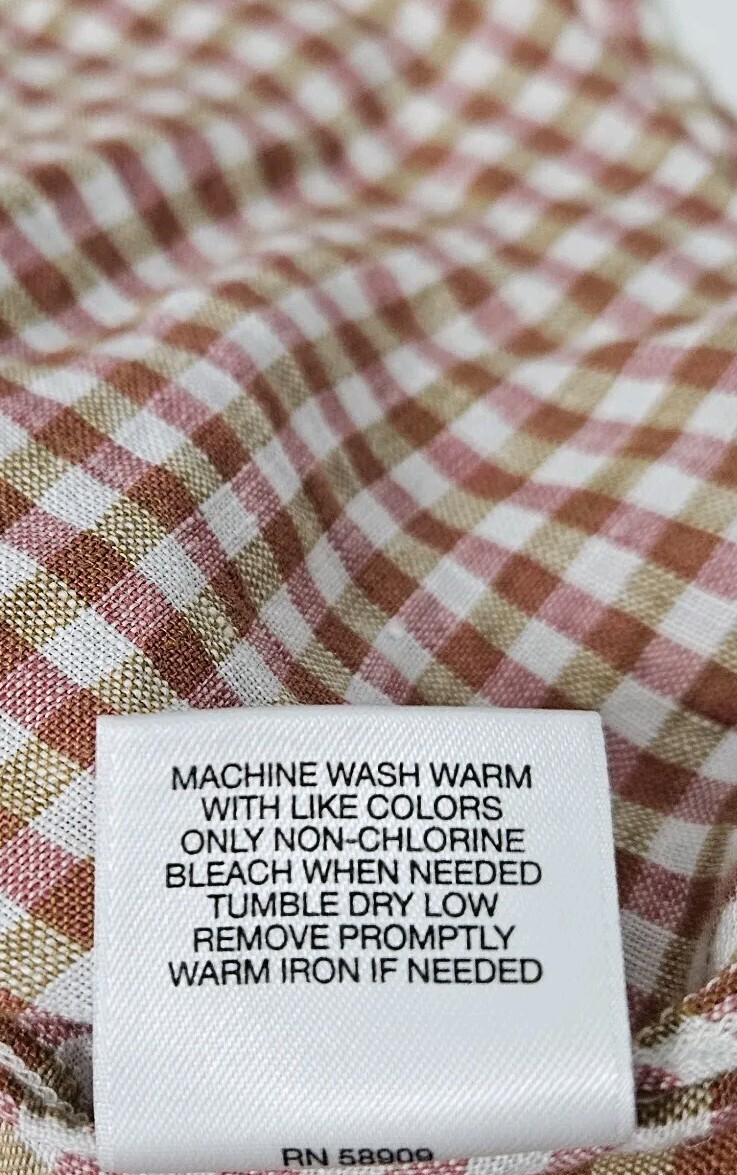 MACHINE WASH WARM
WITH LIKE COLORS
ONLY NON-CHLORINE
BLEACH WHEN NEEDED
TUMBLE DRY LOW
REMOVE PROMPTLY
WARM IRON IF NEEDED
RN 58909